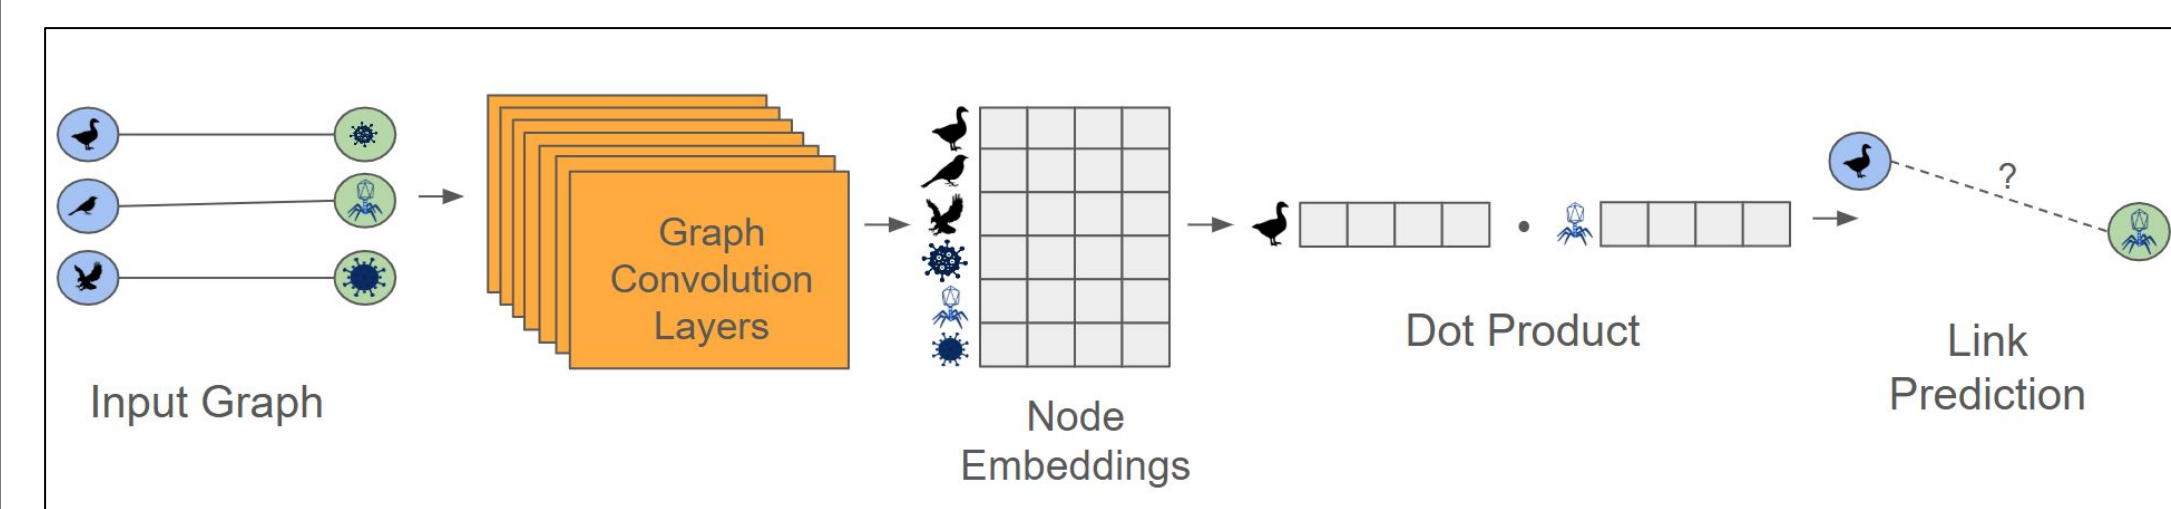 Input Graph
Graph
Convolution
Layers
Node
Embeddings
Dot Product
?
Link
Prediction